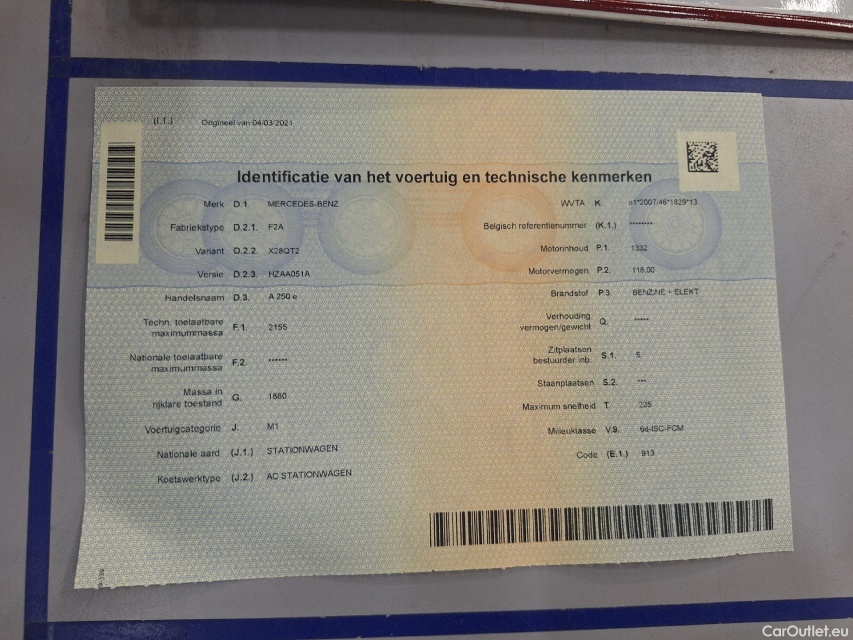 (I.1.) Origineel van 04/03/2021
Identificatie van het voertuig en technische kenmerken
Merk D.1. MERCEDES-BENZ
Fabriekstype D.2.1. F2A
Variant D.2.2. X28QT2
Versie D.2.3. HZAA051A
Handelsnaam D.3. A 250 e
Techn. toelaatbare
maximummassa F.1. 2155
Nationale toelaatbare
maximummassa F.2. ******
Massa in
rijklare toestand G. 1680
Voertuigcategorie J. M1
Nationale aard (J.1.) STATIONWAGEN
Koetswerktype (J.2.) AC STATIONWAGEN
WVTA K. e1*2007/46*1829*13
Belgisch referentienummer (K.1.) ********
Motorinhoud P.1. 1332
Motorvermogen P.2. 118,00
Brandstof P.3 BENZINE + ELEKT
Verhouding
vermogen/gewicht Q. *****
Zitplaatsen
bestuurder inb. S.1. 5
Staanplaatsen S.2. ***
Maximum snelheid T. 235
Milieuklasse V.9. 6d-ISC-FCM
Code (E.1.) 913
CarOutlet.eu